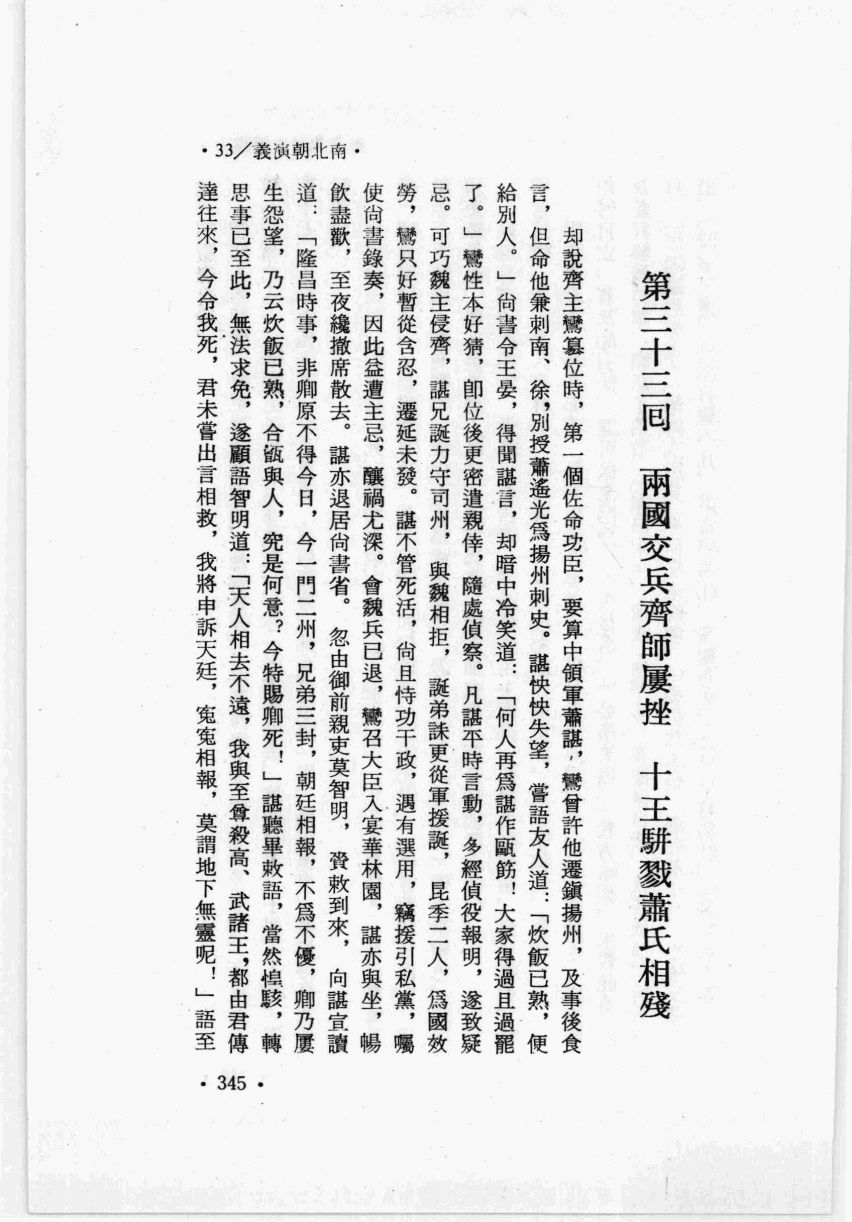 •33／義演朝北南•
第三十三回　兩國交兵齊師屢挫　十王騈戮蕭氏相殘
却說齊主鸞篡位時，第一個佐命功臣，要算中領軍蕭諶，鸞曾許他遷鎭揚州，及事後食
言，但命他兼刺南、徐，別授蕭遙光爲揚州刺史。諶怏怏失望，嘗語友人道：「炊飯已熟，便
給別人。」尙書令王晏，得聞諶言，却暗中冷笑道：「何人再爲諶作甌筯！大家得過且過罷
了。」鸞性本好猜，卽位後更密遣親倖，隨處偵察。凡諶平時言動，多經偵役報明，遂致疑
忌。可巧魏主侵齊，諶兄誕力守司州，與魏相拒，誕弟誄更從軍援誕，昆季二人，爲國效
勞，鸞只好暫從含忍，遷延未發。諶不管死活，尙且恃功干政，遇有選用，竊援引私黨，囑
使尙書錄奏，因此益遭主忌，釀禍尤深。會魏兵已退，鸞召大臣入宴華林園，諶亦與坐，暢
飮盡歡，至夜纔撤席散去。諶亦退居尙書省。忽由御前親吏莫智明，賫敕到來，向諶宣讀
道：「隆昌時事，非卿原不得今日，今一門二州，兄弟三封，朝廷相報，不爲不優，卿乃屢
生怨望，乃云炊飯已熟，合甑與人，究是何意？今特賜卿死！」諶聽畢敕語，當然惶駭，轉
思事已至此，無法求免，遂顧語智明道：「天人相去不遠，我與至尊殺高、武諸王，都由君傳
達往來，今令我死，君未嘗出言相救，我將申訴天廷，寃寃相報，莫謂地下無靈呢！」語至
•345•